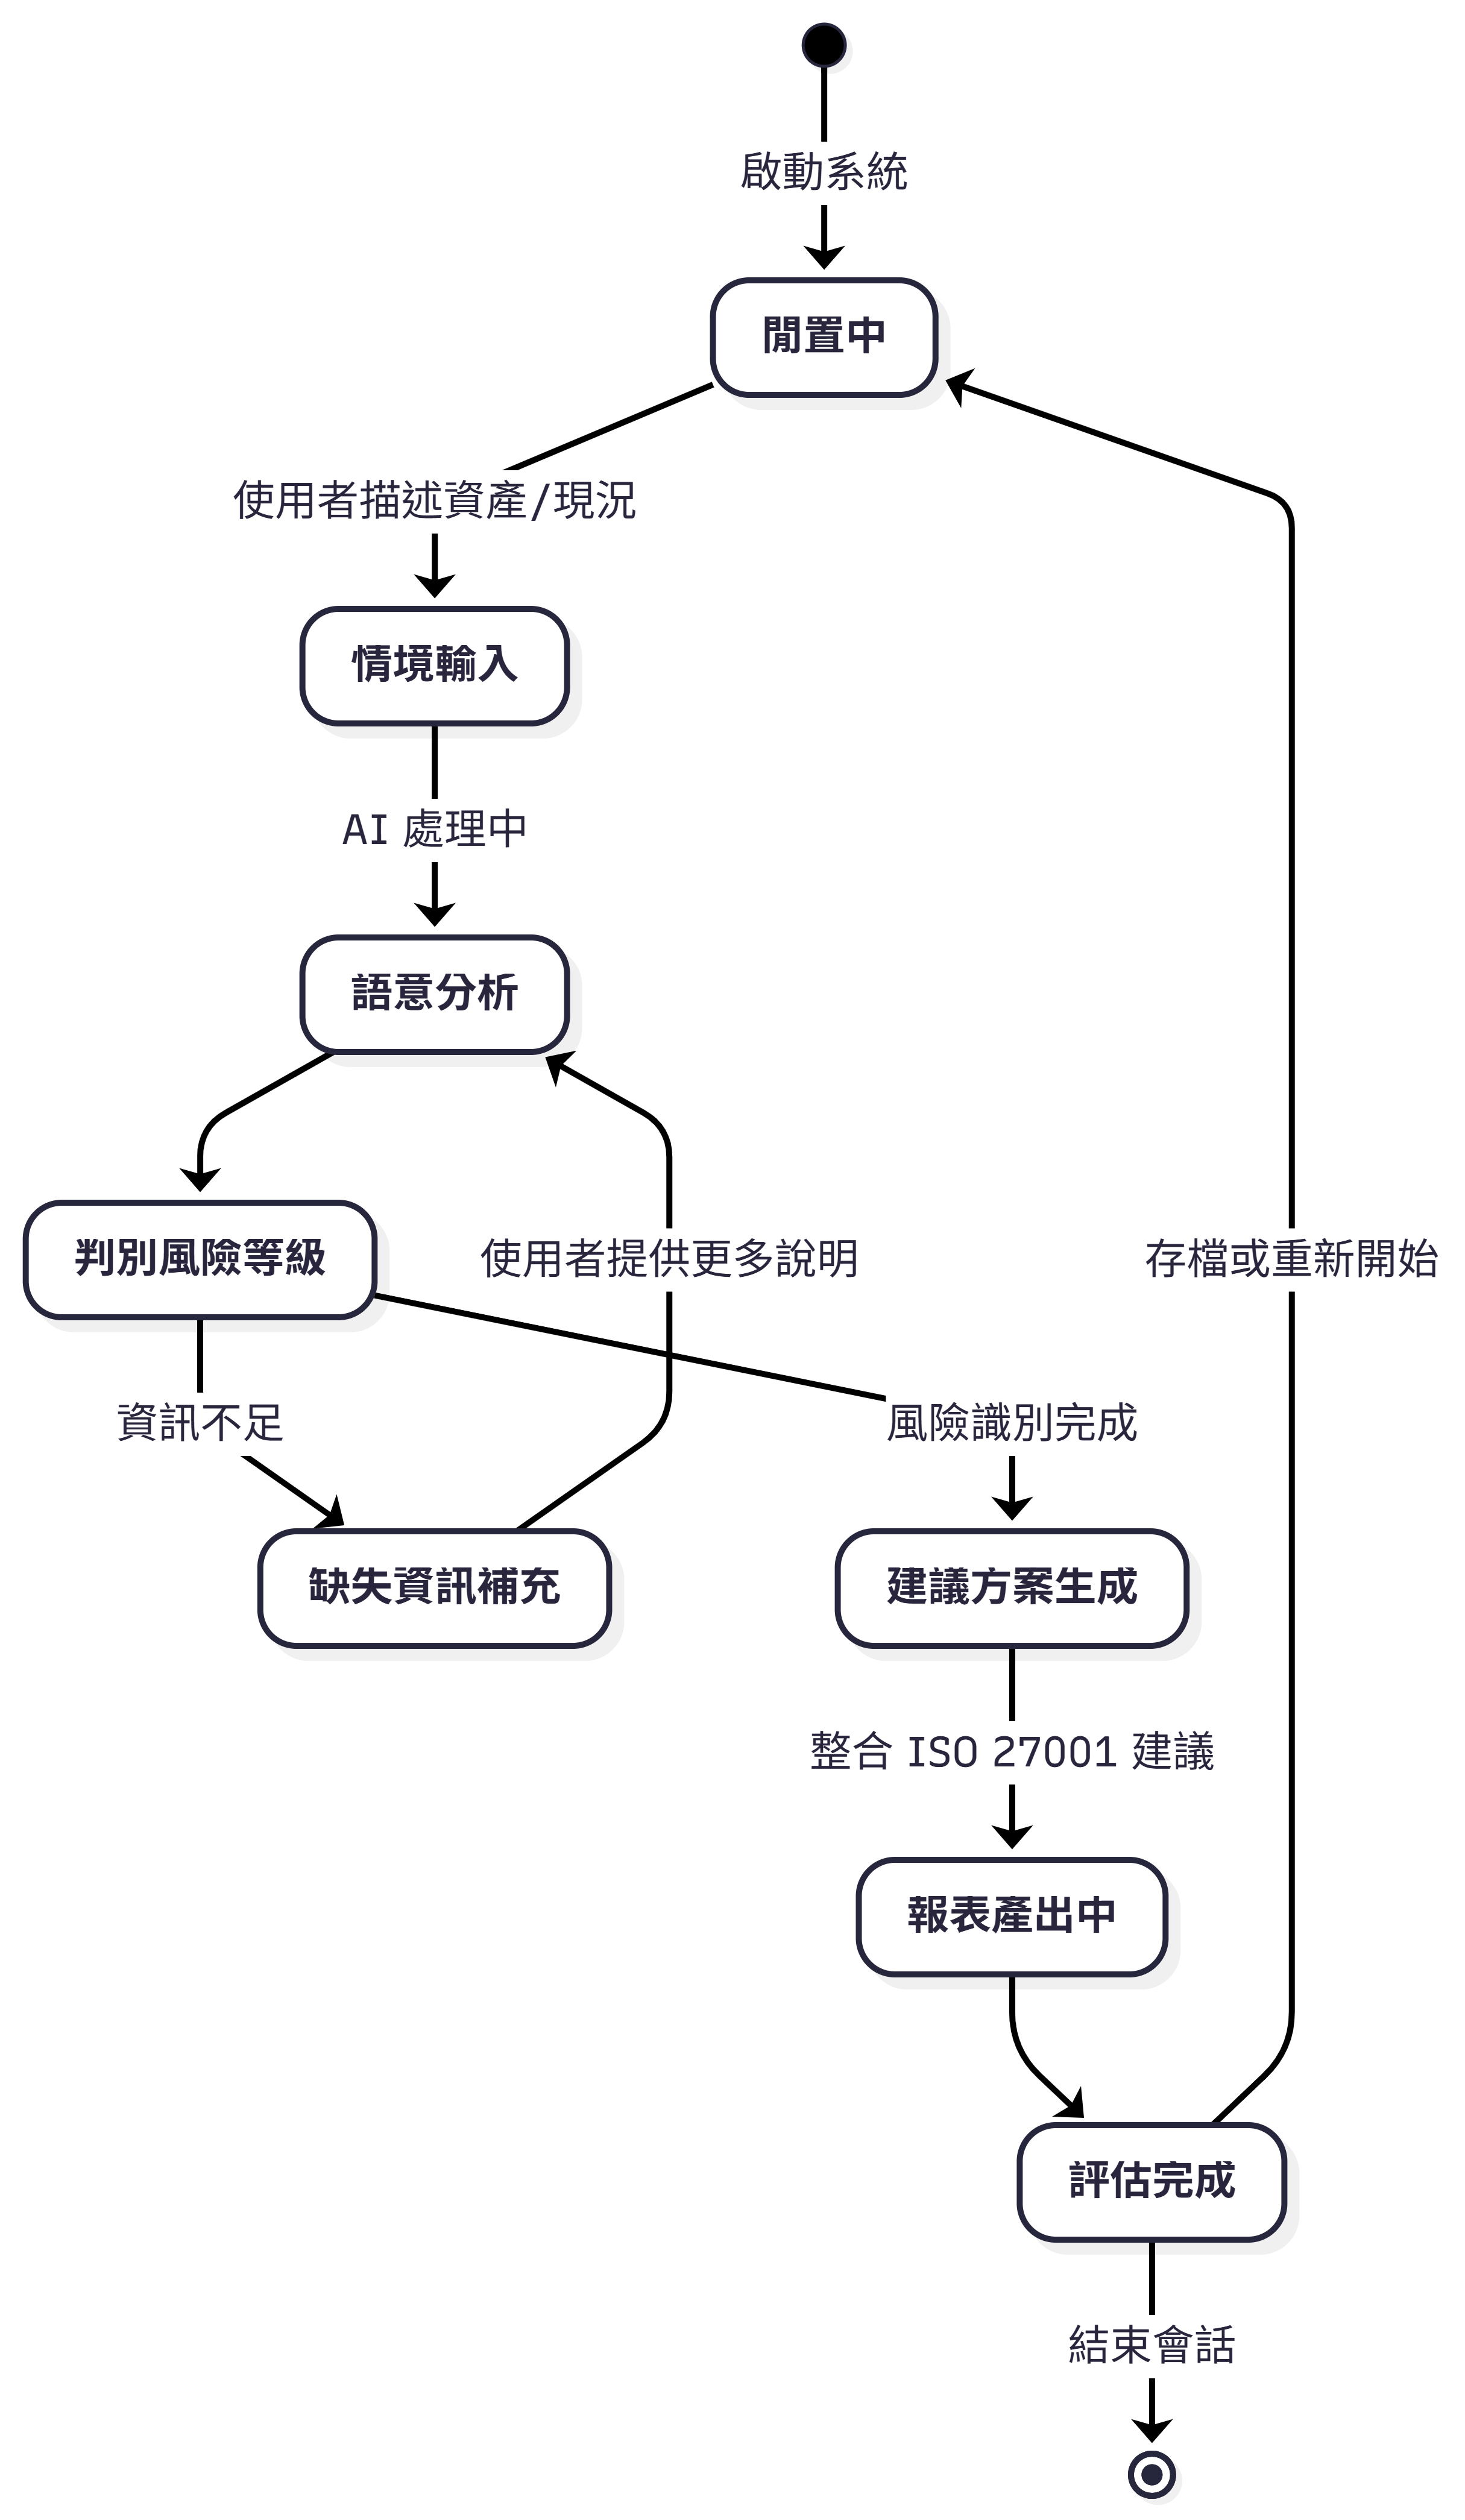 啟動系統
閒置中
使用者描述資產/現況
情境輸入
AI 處理中
語意分析
判別風險等級
使用者提供更多說明
存檔或重新開始
資訊不足
風險識別完成
缺失資訊補充
建議方案生成
整合 ISO 27001 建議
報表產出中
評估完成
結束會話